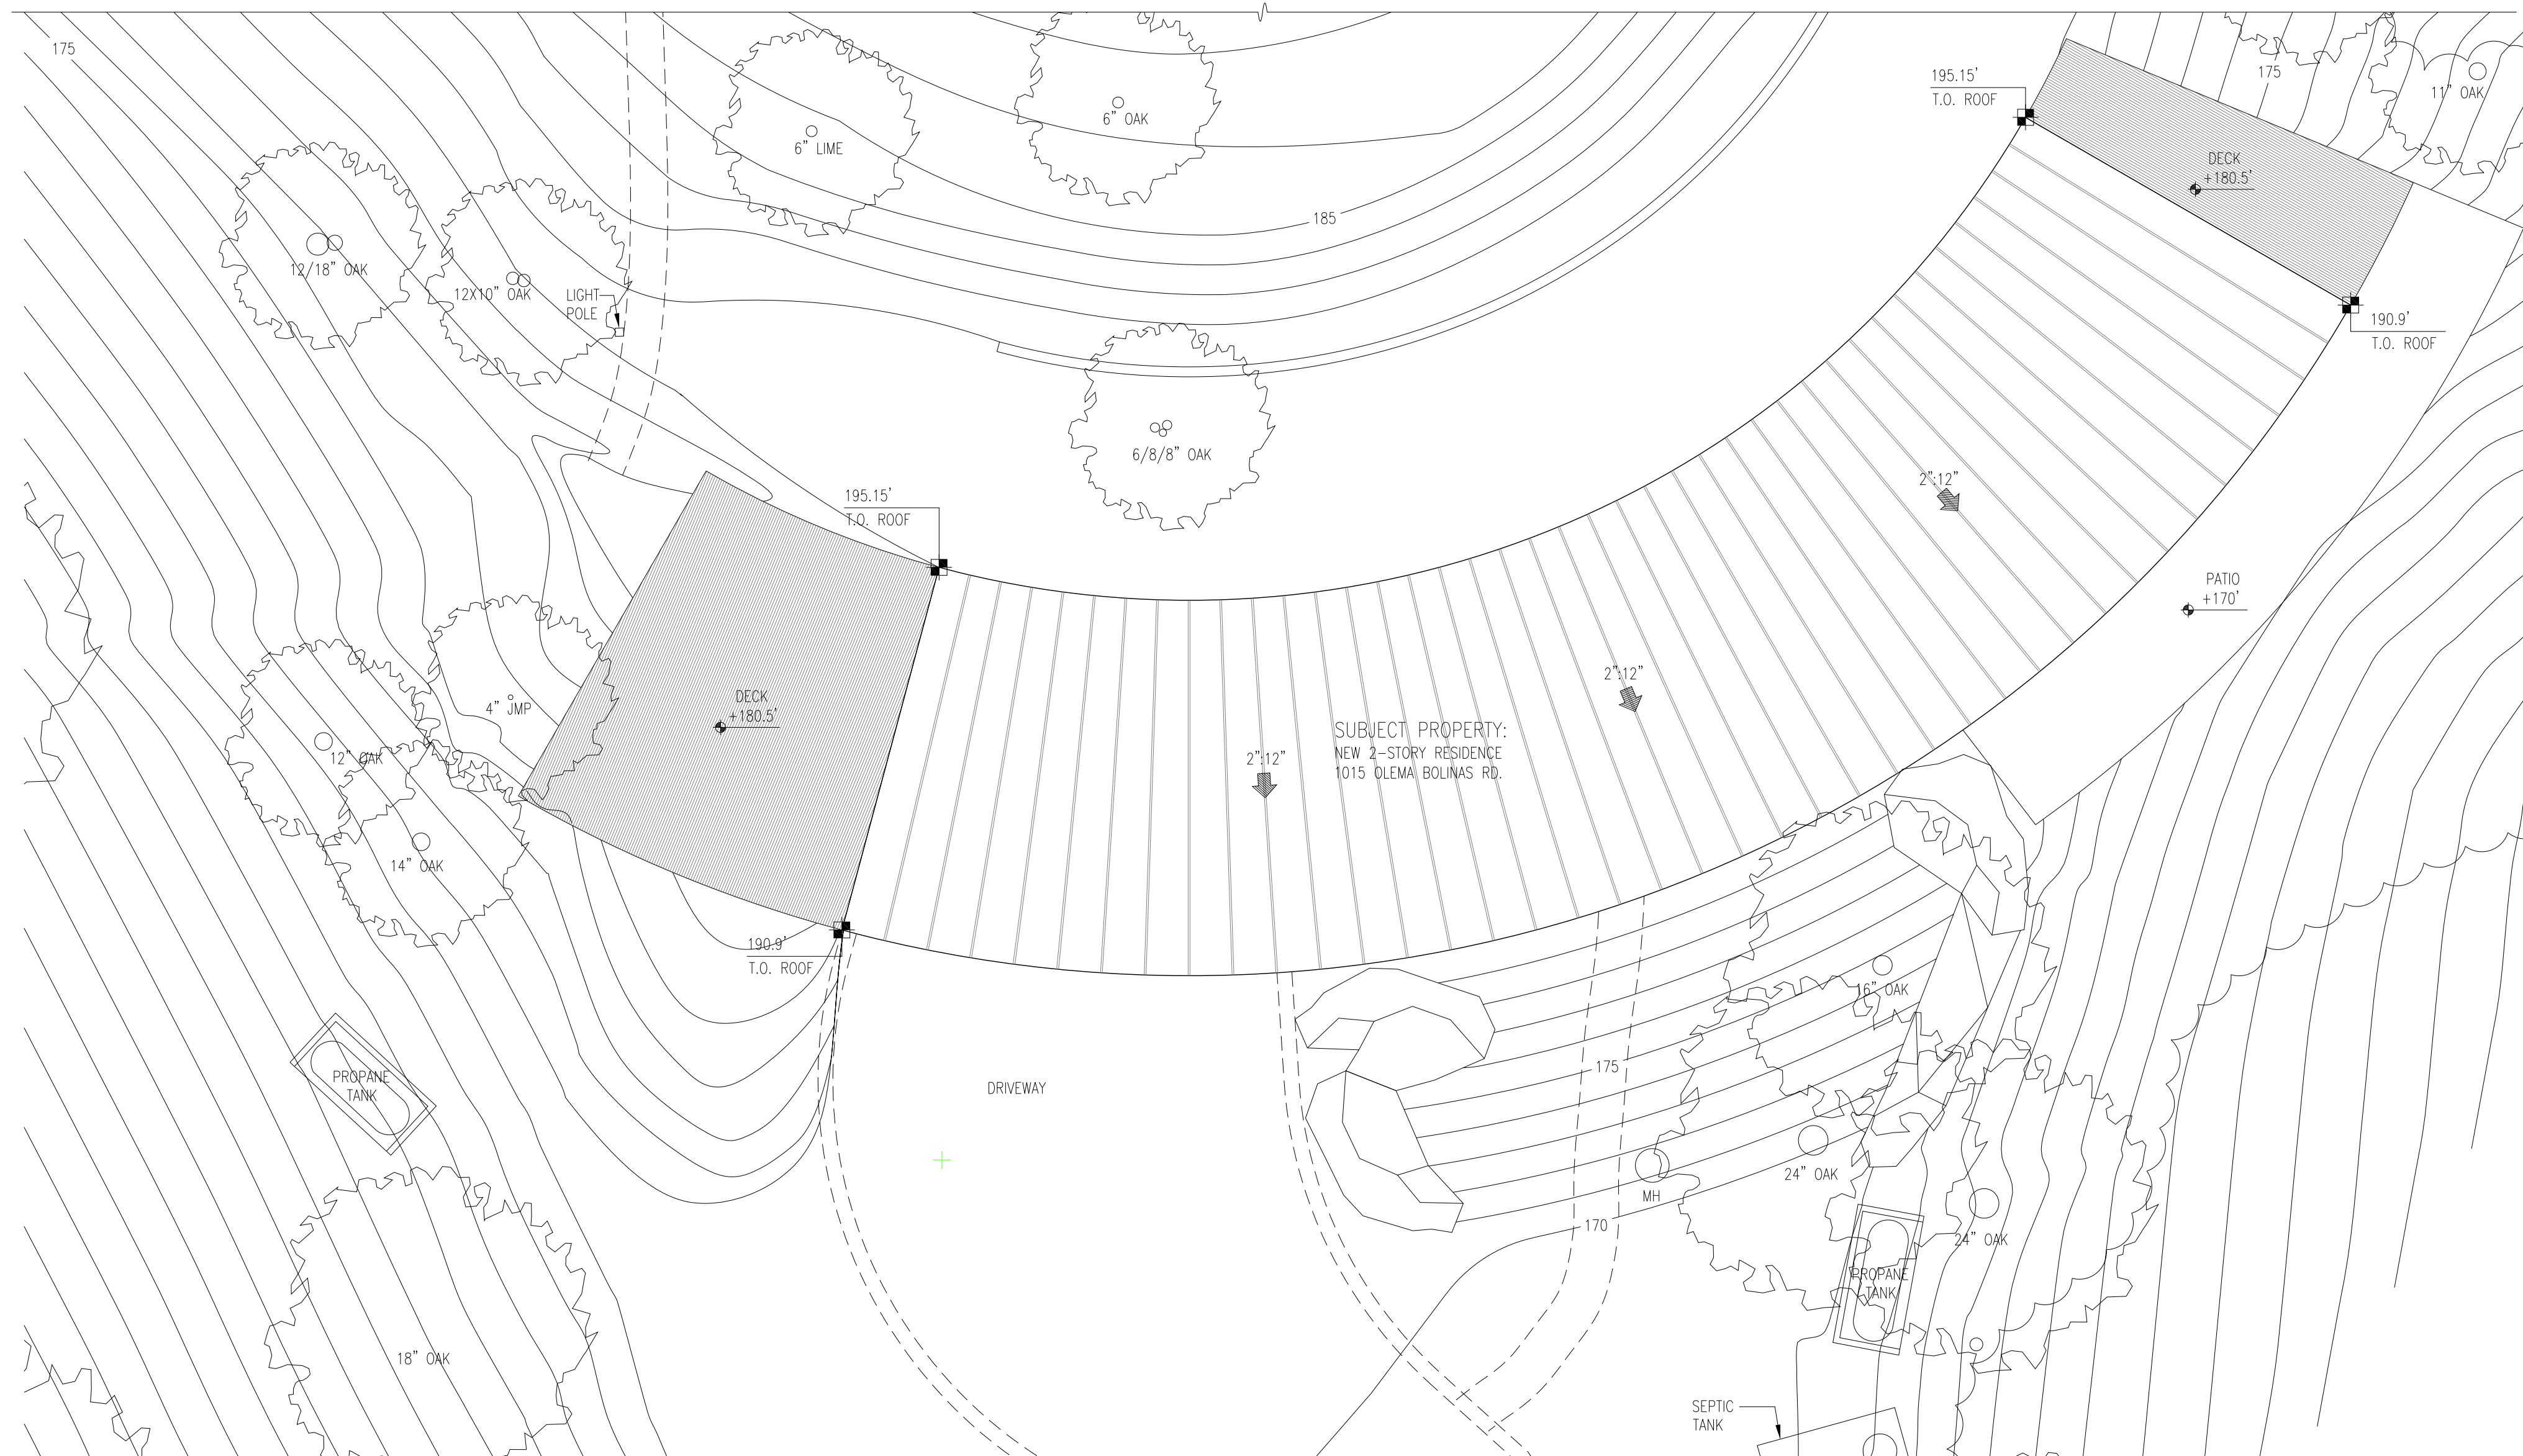 175
195.15'
T.O. ROOF
175
11" OAK
6" OAK
6" LIME
DECK
+180.5'
185
12/18" OAK
12X10" OAK
LIGHT
POLE
190.9'
T.O. ROOF
6/8/8" OAK
2":12"
195.15'
T.O. ROOF
PATIO
+170'
2":12"
DECK
+180.5'
4" JMP
SUBJECT PROPERTY:
NEW 2-STORY RESIDENCE
1015 OLEMA BOLINAS RD.
2":12"
12" OAK
14" OAK
190.9'
T.O. ROOF
16" OAK
175
PROPANE
TANK
DRIVEWAY
24" OAK
MH
170
24" OAK
PROPANE
TANK
18" OAK
SEPTIC
TANK